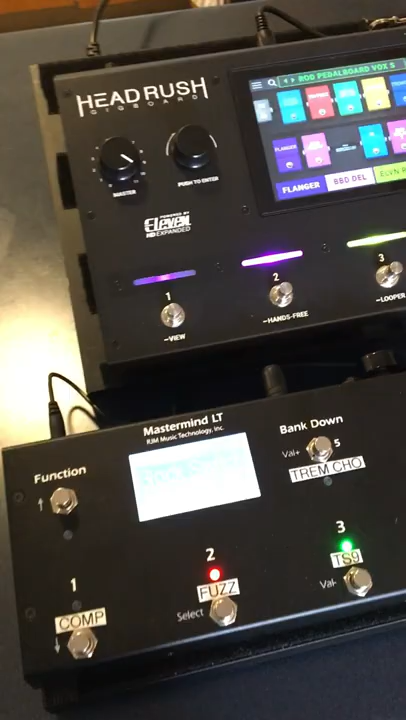 HEADRUSH
GIGBOARD
ROD PEDALBOARD VOX S
MASTER
PUSH TO ENTER
POWERED BY
Eleven
HD EXPANDED
FLANGER
FLANGER
BBD DEL
ELVN R
1
2
3
–VIEW
–HANDS-FREE
–LOOPER
Mastermind LT
RJM Music Technology, Inc.
Bank Down
Val+
5
TREM CHO
Function
↑
1
COMP
↓
2
FUZZ
Select
3
TS9
Val-